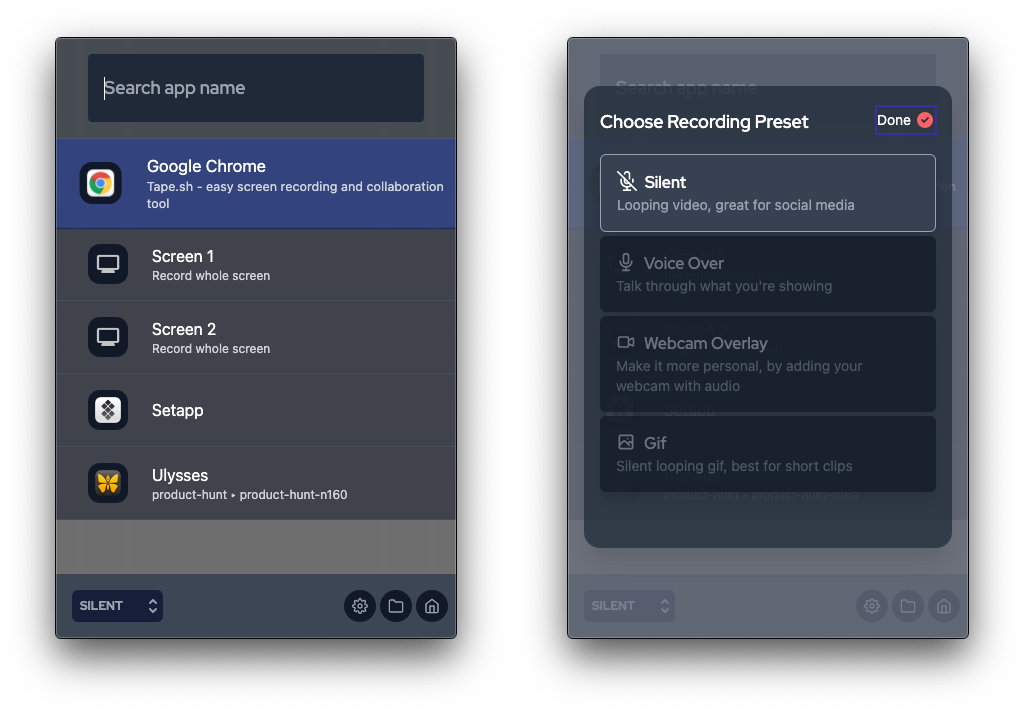 Search app name
Google Chrome
Tape.sh - easy screen recording and collaboration
tool
Screen 1
Record whole screen
Screen 2
Record whole screen
Setapp
Ulysses
product-hunt ‣ product-hunt-n160
SILENT
Search app name
Choose Recording Preset
Done
Silent
Looping video, great for social media
Voice Over
Talk through what you're showing
Webcam Overlay
Make it more personal, by adding your
webcam with audio
Setapp
Gif
Silent looping gif, best for short clips
product-hunt ‣ product-hunt-n160
SILENT